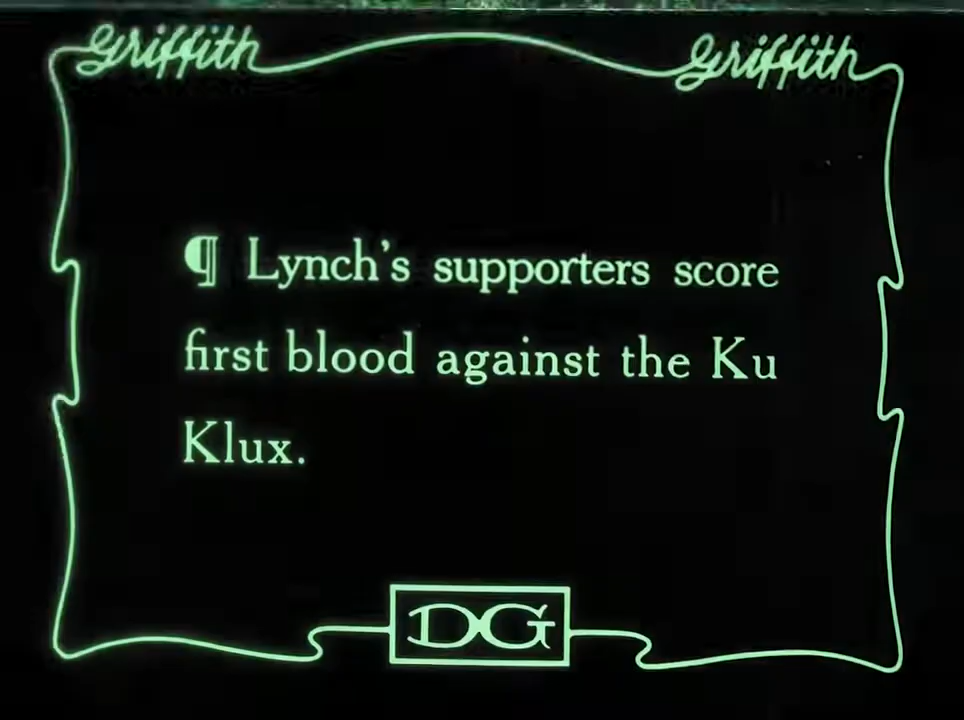 Griffith Griffith
¶ Lynch's supporters score
first blood against the Ku
Klux.
DG